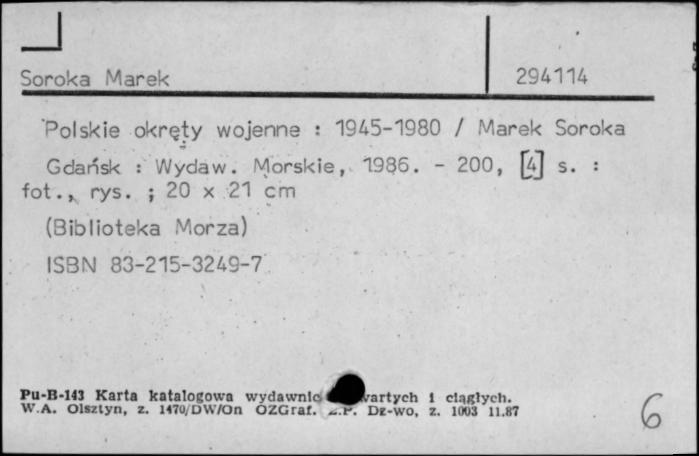 Soroka Marek 294114
Polskie okręty wojenne : 1945-1980 / Marek Soroka
Gdańsk : Wydaw. Morskie, 1986. - 200, [4] s. :
fot., rys. ; 20 x 21 cm
(Biblioteka Morza)
ISBN 83-215-3249-7
Pu-B-143 Karta katalogowa wydawnic wartych i ciągłych.
W.A. Olsztyn, z. 1470/DW/On OZGraf. Z.P. Dz-wo, z. 1003 11.87
6